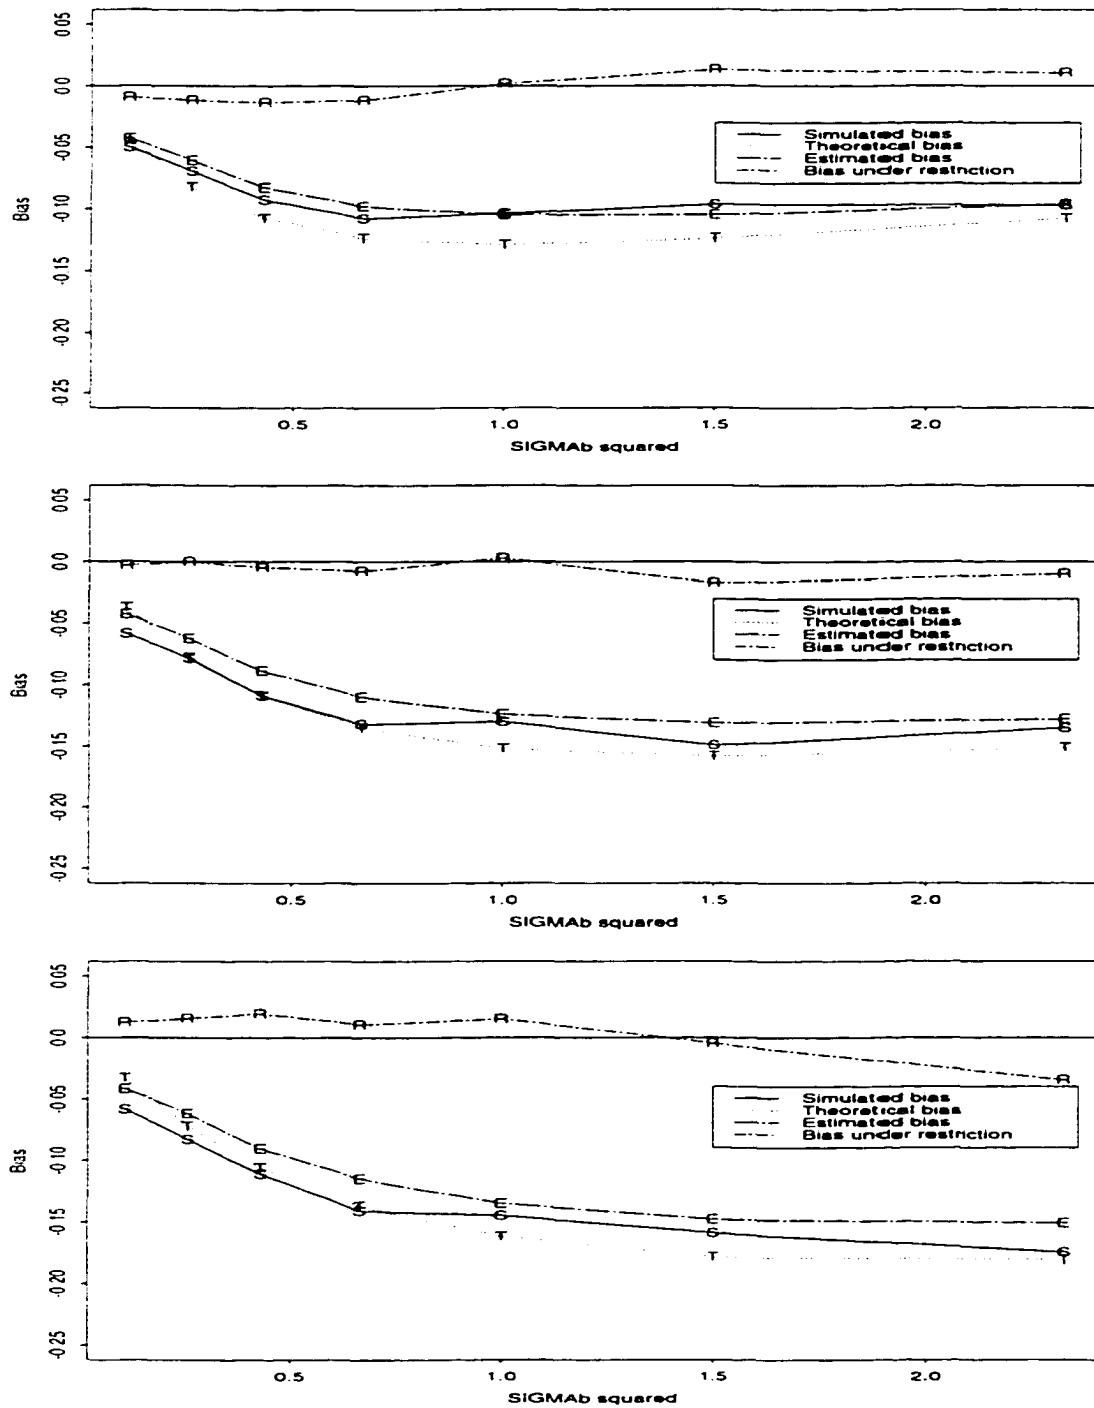 0.05
0.0
-0.05
-0.10
-0.15
-0.20
-0.25
Bias
R R R R R R R
E E E E E E
S S S S S S
T T T T T T
Simulated bias
Theoretical bias
Estimated bias
Bias under restriction
0.5 1.0 1.5 2.0
SIGMAb squared
0.05
0.0
-0.05
-0.10
-0.15
-0.20
-0.25
Bias
R R R R R R R
T
E E E E E E E
S S S S S S S
T T T T T T
Simulated bias
Theoretical bias
Estimated bias
Bias under restriction
0.5 1.0 1.5 2.0
SIGMAb squared
0.05
0.0
-0.05
-0.10
-0.15
-0.20
-0.25
Bias
R R R R R R R
T T T T T T T
E E E E E E E
S S S S S S S
Simulated bias
Theoretical bias
Estimated bias
Bias under restriction
0.5 1.0 1.5 2.0
SIGMAb squared